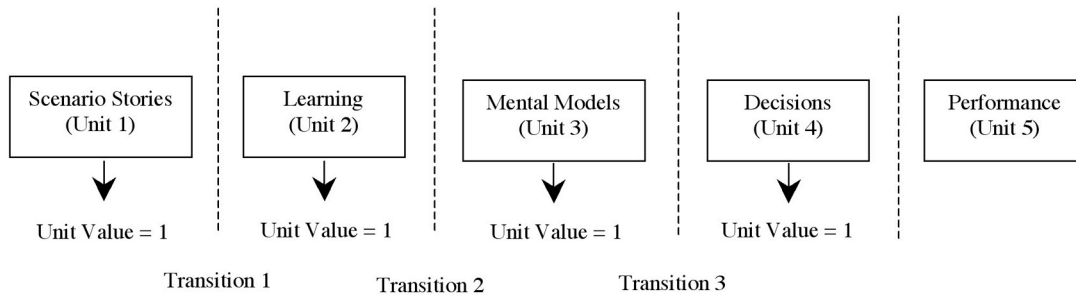 Scenario Stories
(Unit 1)
Learning
(Unit 2)
Mental Models
(Unit 3)
Decisions
(Unit 4)
Performance
(Unit 5)
Unit Value = 1
Unit Value = 1
Unit Value = 1
Unit Value = 1
Transition 1
Transition 2
Transition 3